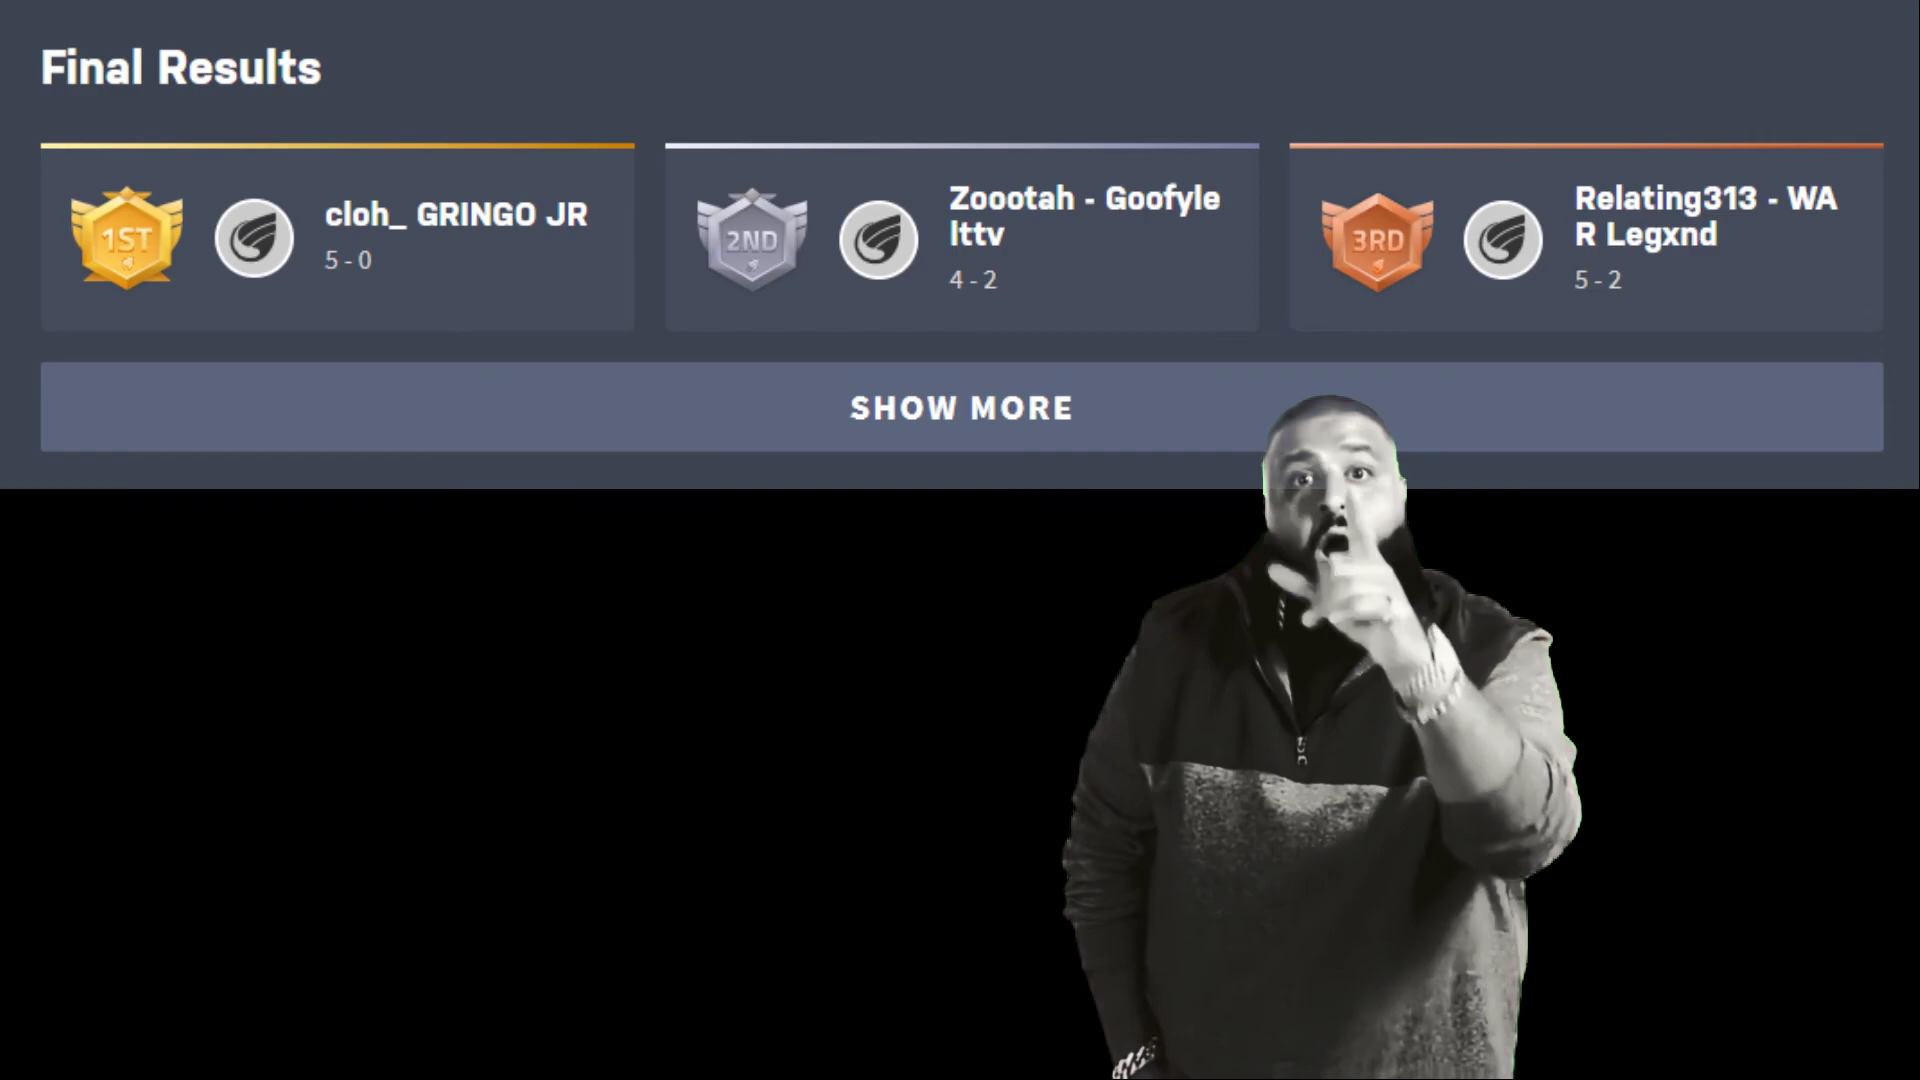 Final Results
1ST
cloh_ GRINGO JR
5 - 0
2ND
Zoootah - Goofyle
lttv
4 - 2
3RD
Relating313 - WA
R Legxnd
5 - 2
SHOW MORE